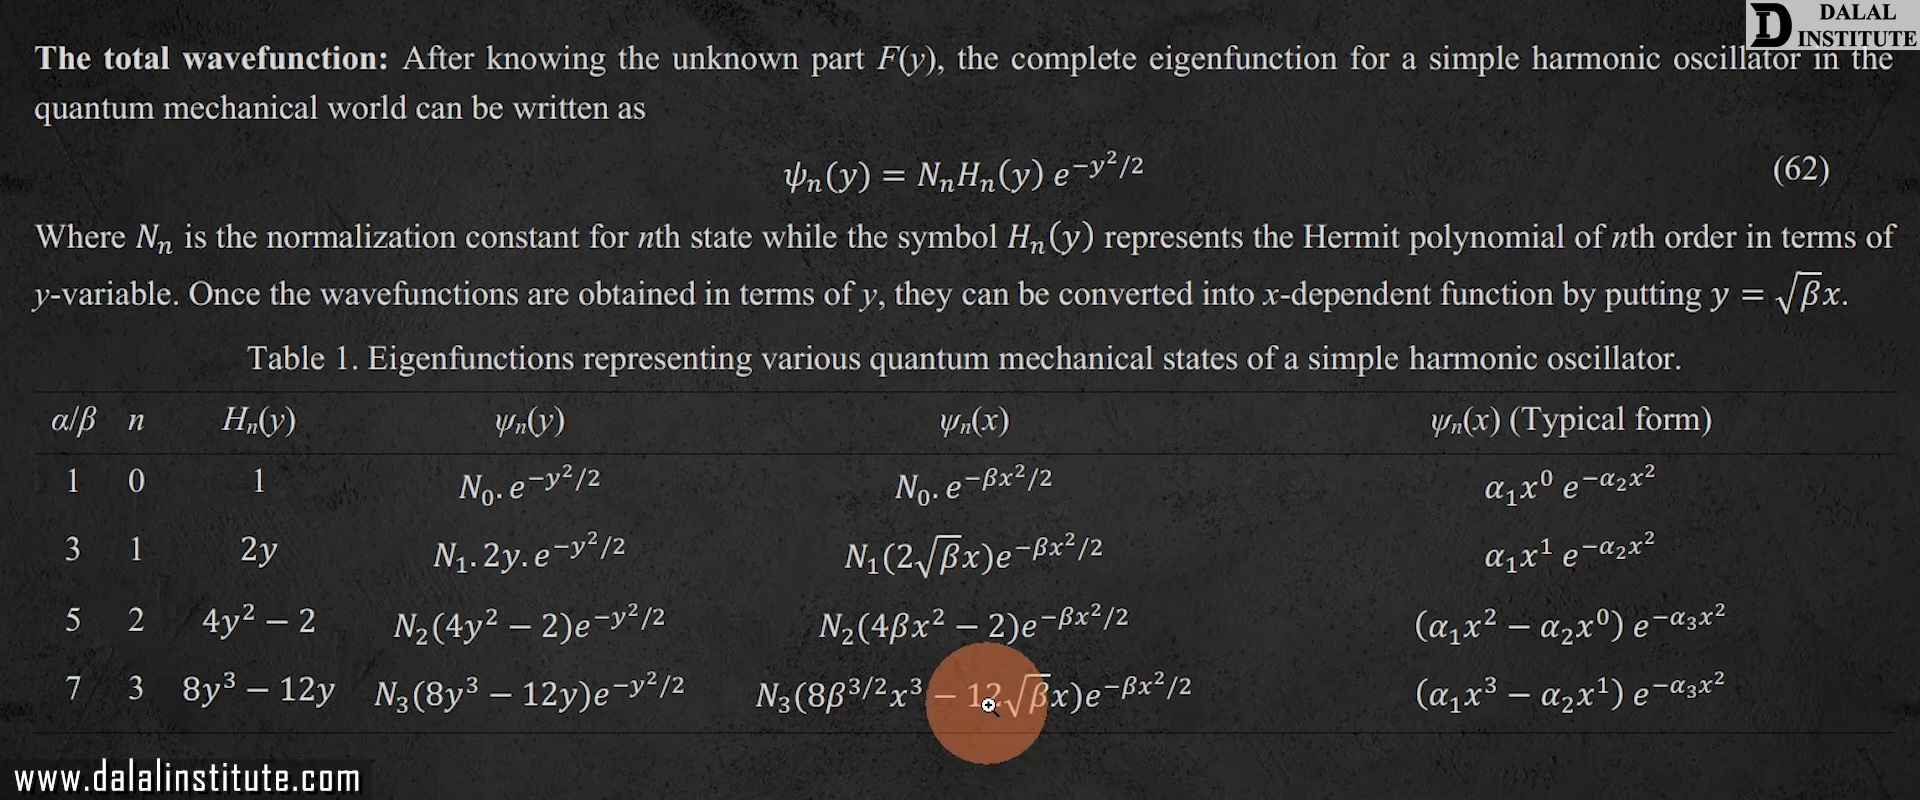 DALAL
INSTITUTE
The total wavefunction: After knowing the unknown part F(y), the complete eigenfunction for a simple harmonic oscillator in the
quantum mechanical world can be written as
ψₙ(y) = NₙHₙ(y) e^{−y²/2} (62)
Where Nₙ is the normalization constant for nth state while the symbol Hₙ(y) represents the Hermit polynomial of nth order in terms of
y-variable. Once the wavefunctions are obtained in terms of y, they can be converted into x-dependent function by putting y = √βx.
Table 1. Eigenfunctions representing various quantum mechanical states of a simple harmonic oscillator.
α/β n Hₙ(y) ψₙ(y) ψₙ(x) ψₙ(x) (Typical form)
1 0 1 N₀. e^{−y²/2} N₀. e^{−βx²/2} α₁x⁰ e^{−α₂x²}
3 1 2y N₁. 2y. e^{−y²/2} N₁(2√βx)e^{−βx²/2} α₁x¹ e^{−α₂x²}
5 2 4y² − 2 N₂(4y² − 2)e^{−y²/2} N₂(4βx² − 2)e^{−βx²/2} (α₁x² − α₂x⁰) e^{−α₃x²}
7 3 8y³ − 12y N₃(8y³ − 12y)e^{−y²/2} N₃(8β^{3/2}x³ − 12√βx)e^{−βx²/2} (α₁x³ − α₂x¹) e^{−α₃x²}
www.dalalinstitute.com